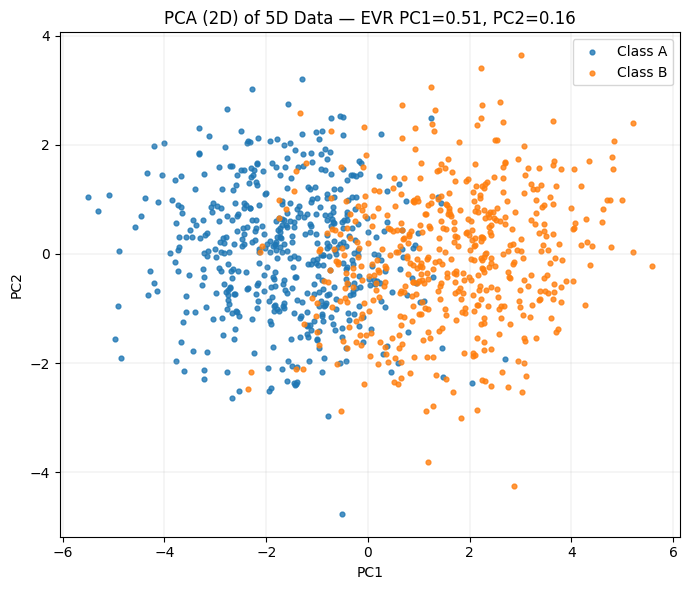 PCA (2D) of 5D Data — EVR PC1=0.51, PC2=0.16
Class A
Class B
4
2
0
−2
−4
PC2
−6
−4
−2
0
2
4
6
PC1